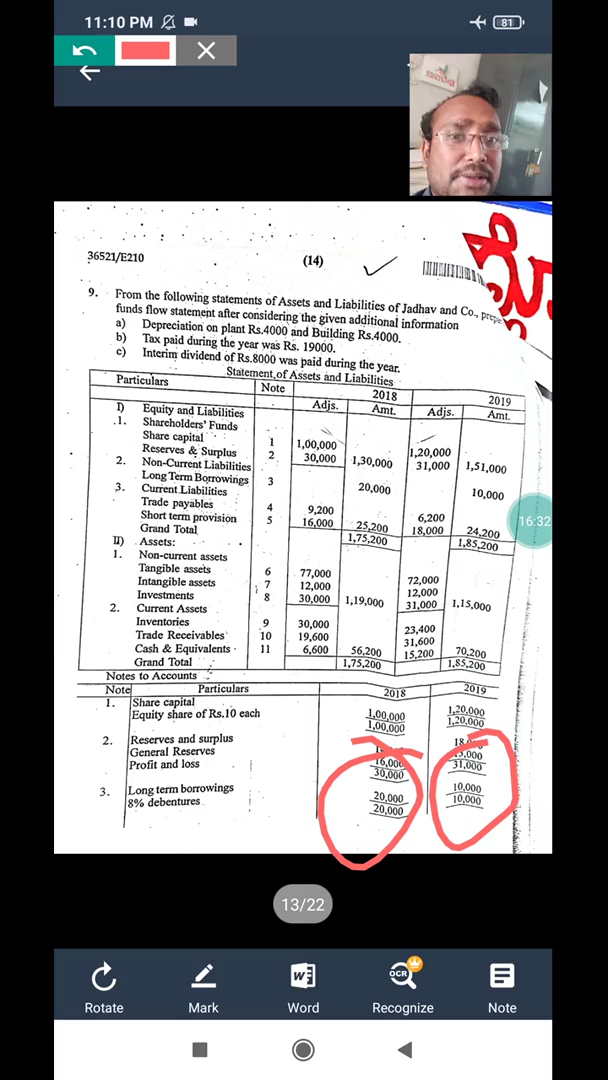 11:10 PM
81
36521/E210
(14)
9. From the following statements of Assets and Liabilities of Jadhav and Co.,
funds flow statement after considering the given additional information
a) Depreciation on plant Rs.4000 and Building Rs.4000.
b) Tax paid during the year was Rs. 19000.
c) Interim dividend of Rs.8000 was paid during the year.
Statement of Assets and Liabilities
Particulars Note 2018 2019
Adjs. Amt. Adjs. Amt.
I) Equity and Liabilities
1. Shareholders' Funds
Share capital 1 1,00,000 1,20,000
Reserves & Surplus 2 30,000 1,30,000 31,000 1,51,000
2. Non-Current Liabilities
Long Term Borrowings 3 20,000 10,000
3. Current Liabilities
Trade payables 4 9,200 6,200
Short term provision 5 16,000 25,200 18,000 24,200
Grand Total 1,75,200 1,85,200
II) Assets:
1. Non-current assets
Tangible assets 6 77,000 72,000
Intangible assets 7 12,000 12,000
Investments 8 30,000 1,19,000 31,000 1,15,000
2. Current Assets
Inventories 9 30,000 23,400
Trade Receivables 10 19,600 31,600
Cash & Equivalents 11 6,600 56,200 15,200 70,200
Grand Total 1,75,200 1,85,200
Notes to Accounts
Note Particulars 2018 2019
1. Share capital
Equity share of Rs.10 each 1,00,000 1,20,000
1,00,000 1,20,000
2. Reserves and surplus
General Reserves
Profit and loss 16,000
30,000 31,000
3. Long term borrowings
8% debentures 20,000 10,000
20,000 10,000
16:32
13/22
Rotate
Mark
W
Word
OCR
Recognize
Note